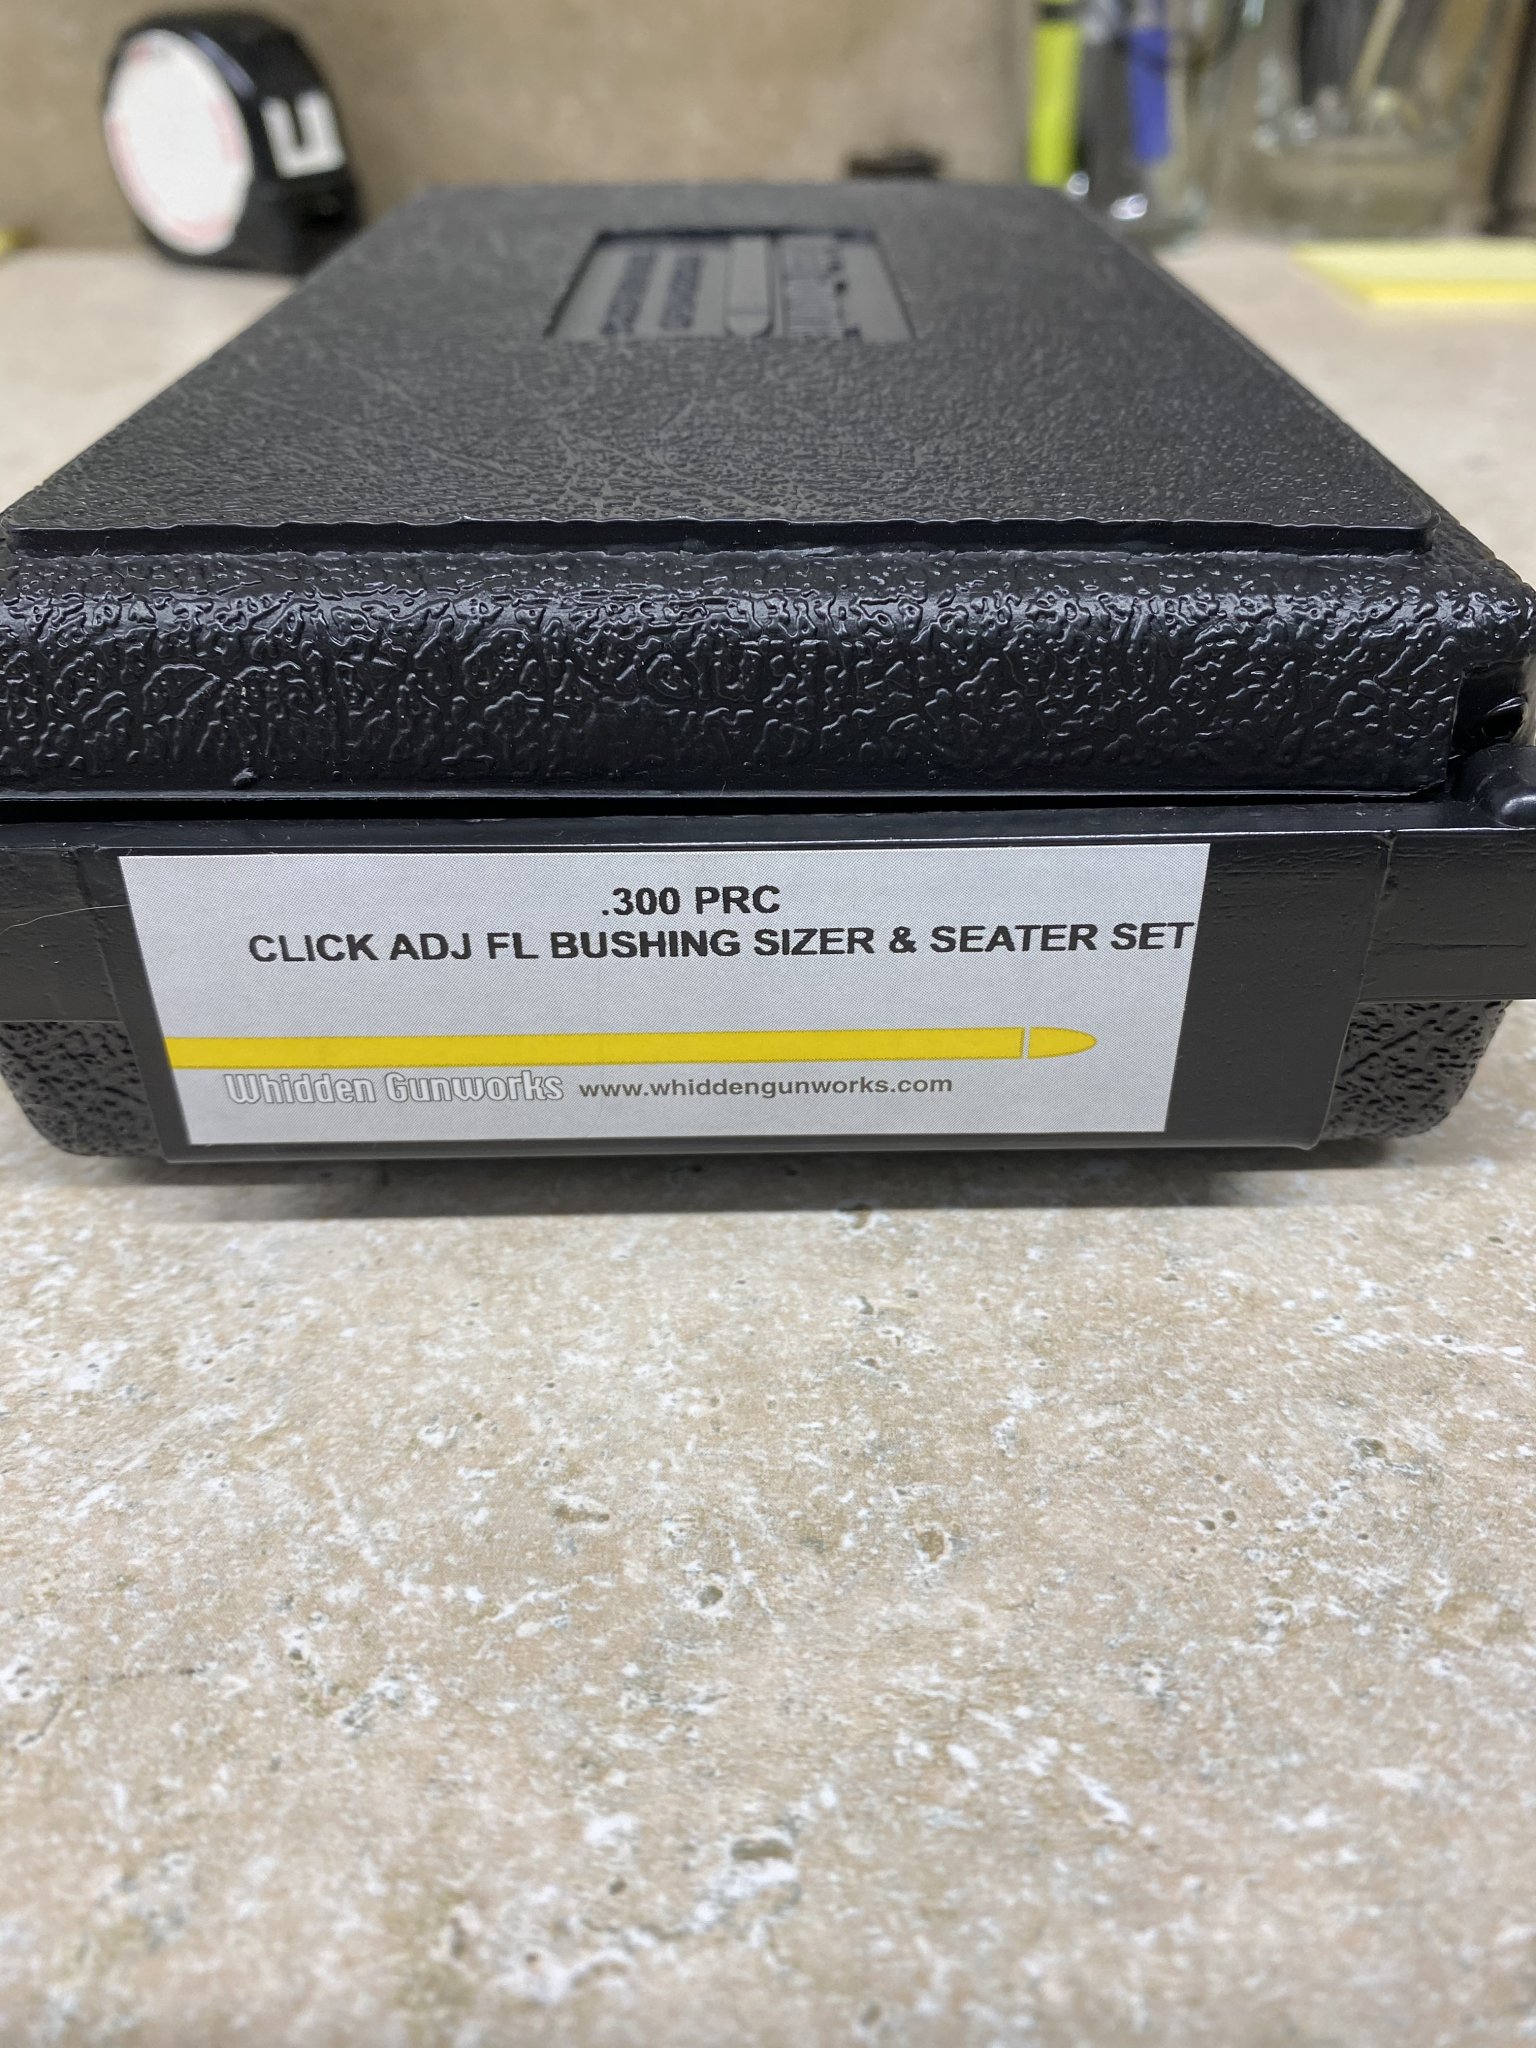 .300 PRC
CLICK ADJ FL BUSHING SIZER & SEATER SET
Whidden Gunworks www.whiddengunworks.com